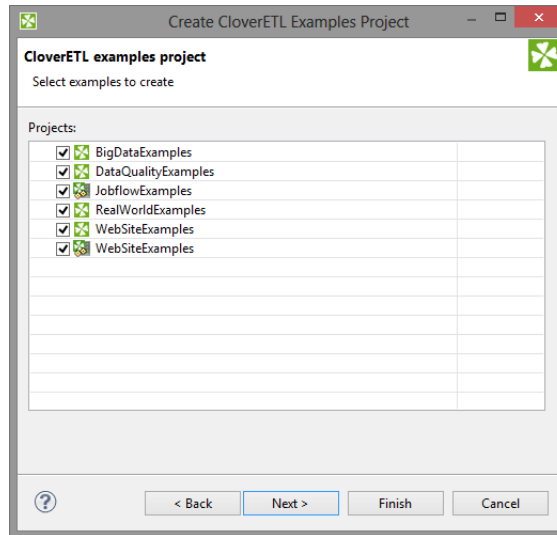 Create CloverETL Examples Project
CloverETL examples project
Select examples to create
Projects:
BigDataExamples
DataQualityExamples
JobflowExamples
RealWorldExamples
WebSiteExamples
WebSiteExamples
< Back Next > Finish Cancel